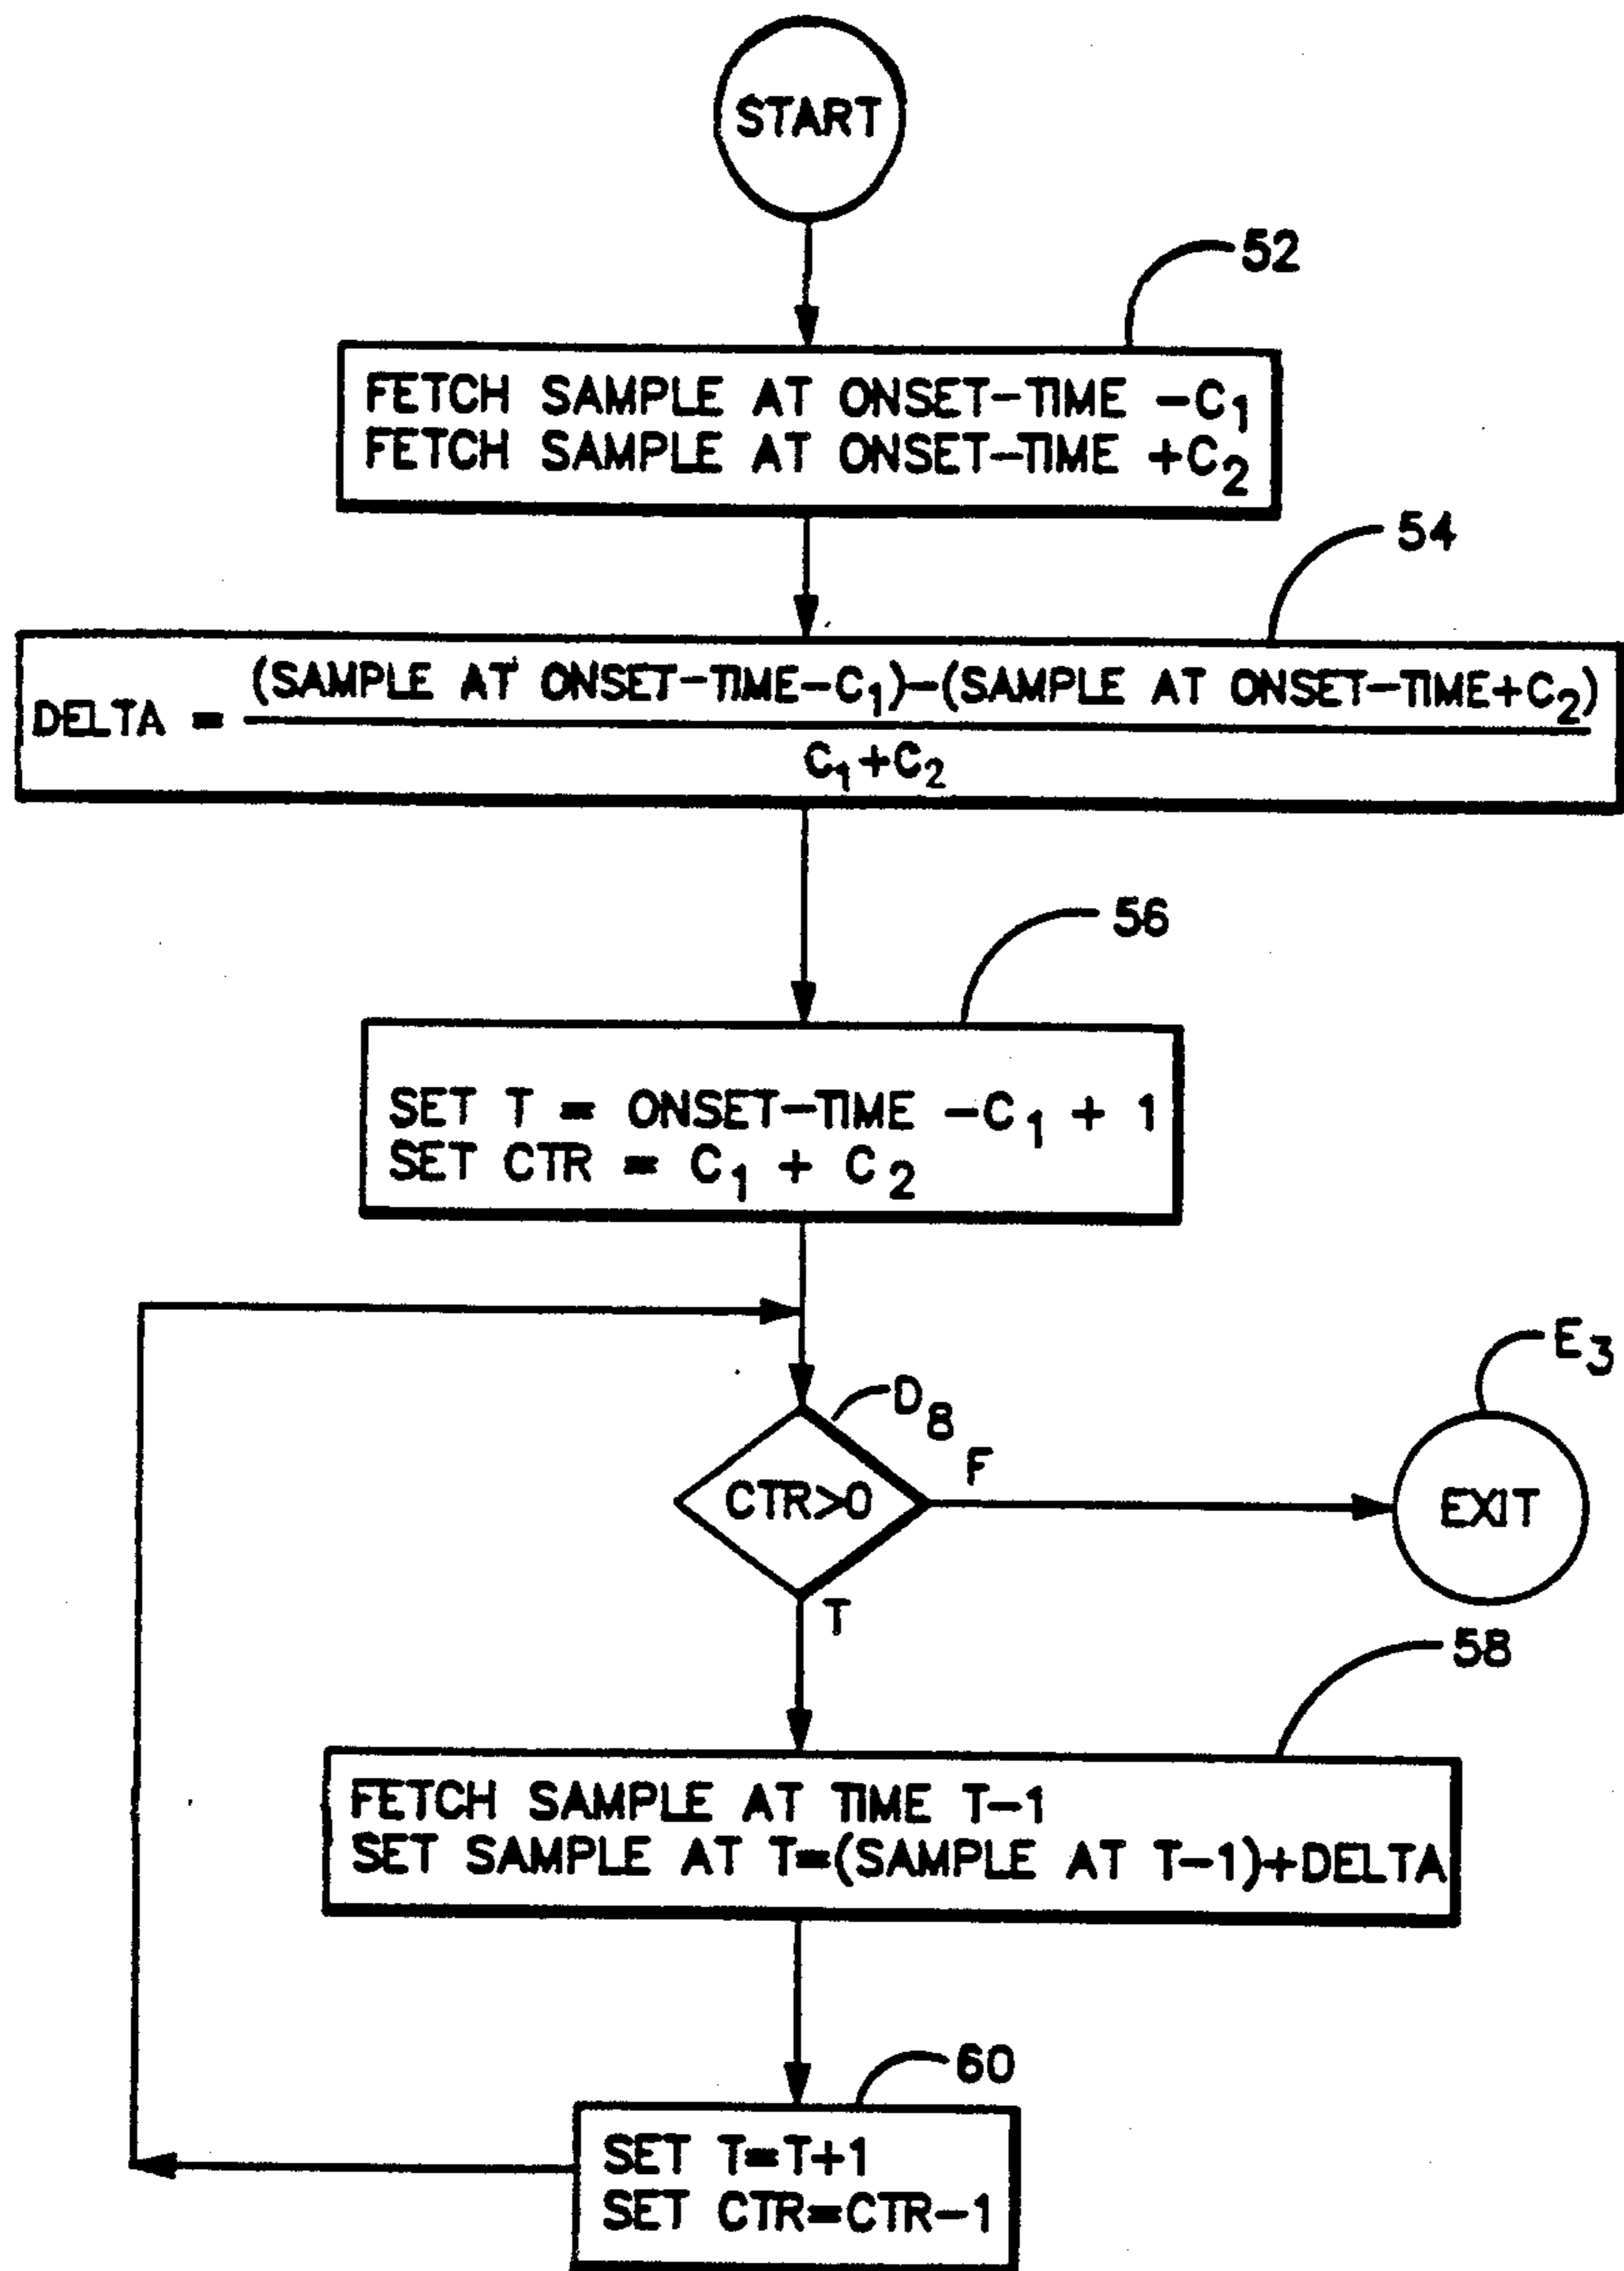 START
52
FETCH SAMPLE AT ONSET-TIME -C₁
FETCH SAMPLE AT ONSET-TIME +C₂
54
(SAMPLE AT ONSET-TIME-C₁)-(SAMPLE AT ONSET-TIME+C₂)
DELTA =
C₁+C₂
56
SET T = ONSET-TIME -C₁ + 1
SET CTR = C₁ + C₂
E₃
D₈
F
CTR>0
EXIT
T
58
FETCH SAMPLE AT TIME T-1
SET SAMPLE AT T=(SAMPLE AT T-1)+DELTA
60
SET T=T+1
SET CTR=CTR-1